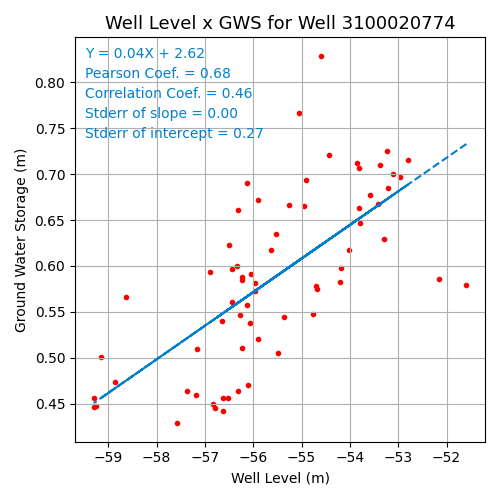 Well Level x GWS for Well 3100020774
Y = 0.04X + 2.62
Pearson Coef. = 0.68
Correlation Coef. = 0.46
Stderr of slope = 0.00
Stderr of intercept = 0.27
Ground Water Storage (m)
0.80
0.75
0.70
0.65
0.60
0.55
0.50
0.45
−59 −58 −57 −56 −55 −54 −53 −52
Well Level (m)